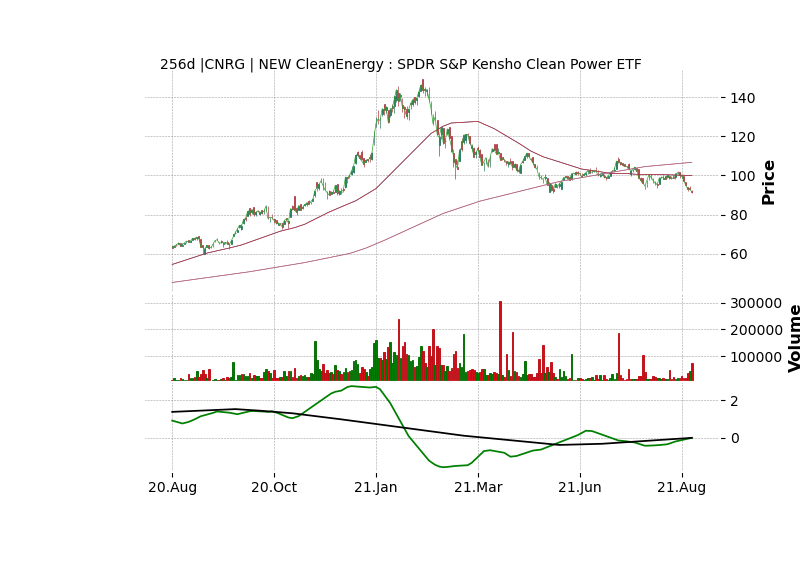 256d |CNRG | NEW CleanEnergy : SPDR S&P Kensho Clean Power ETF
140
120
100
80
60
Price
300000
200000
100000
Volume
2
0
20.Aug 20.Oct 21.Jan 21.Mar 21.Jun 21.Aug